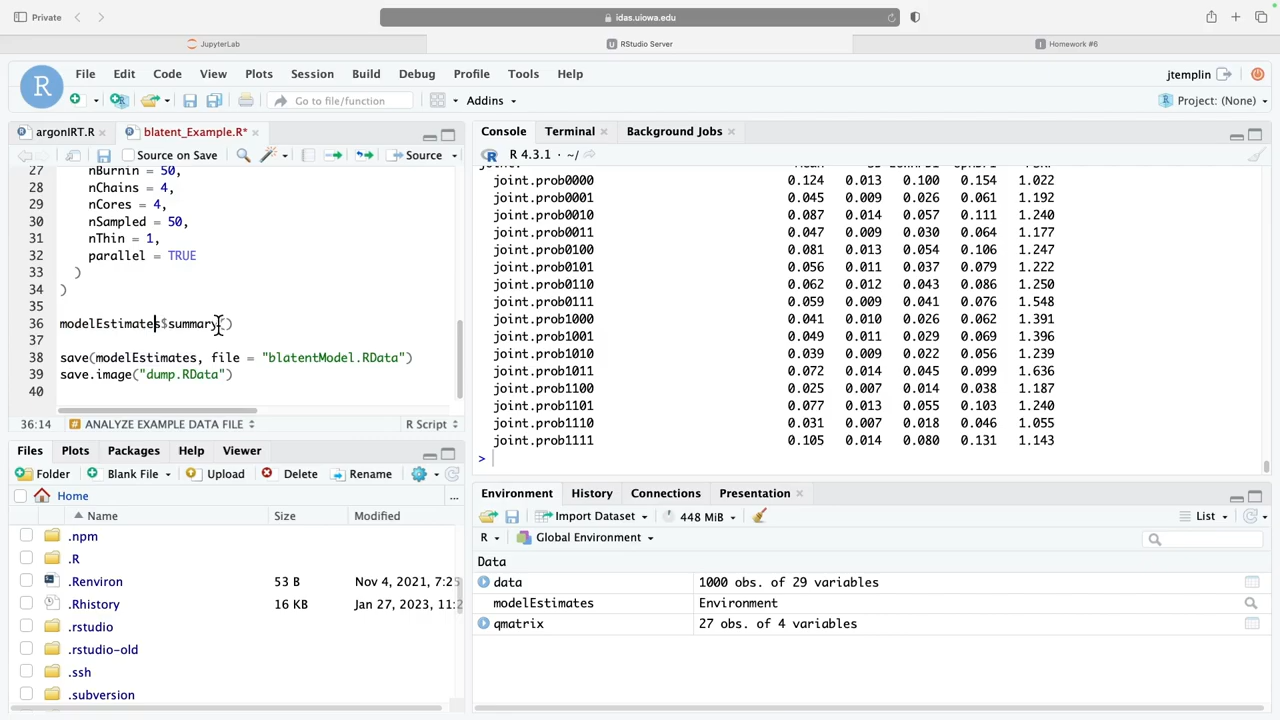 Private
idas.uiowa.edu
JupyterLab
RStudio Server
Homework #6
R File Edit Code View Plots Session Build Debug Profile Tools Help
jtemplin
Go to file/function
Addins
Project: (None)
argonIRT.R
blatent_Example.R*
Source on Save
Source
27 nBurnin = 50,
28 nChains = 4,
29 nCores = 4,
30 nSampled = 50,
31 nThin = 1,
32 parallel = TRUE
33 )
34 )
35
36 modelEstimates$summary()
37
38 save(modelEstimates, file = "blatentModel.RData")
39 save.image("dump.RData")
40
36:14 # ANALYZE EXAMPLE DATA FILE R Script
Console Terminal Background Jobs
R 4.3.1 · ~/
joint.prob0000 0.124 0.013 0.100 0.154 1.022
joint.prob0001 0.045 0.009 0.026 0.061 1.192
joint.prob0010 0.087 0.014 0.057 0.111 1.240
joint.prob0011 0.047 0.009 0.030 0.064 1.177
joint.prob0100 0.081 0.013 0.054 0.106 1.247
joint.prob0101 0.056 0.011 0.037 0.079 1.222
joint.prob0110 0.062 0.012 0.043 0.086 1.250
joint.prob0111 0.059 0.009 0.041 0.076 1.548
joint.prob1000 0.041 0.010 0.026 0.062 1.391
joint.prob1001 0.049 0.011 0.029 0.069 1.396
joint.prob1010 0.039 0.009 0.022 0.056 1.239
joint.prob1011 0.072 0.014 0.045 0.099 1.636
joint.prob1100 0.025 0.007 0.014 0.038 1.187
joint.prob1101 0.077 0.013 0.055 0.103 1.240
joint.prob1110 0.031 0.007 0.018 0.046 1.055
joint.prob1111 0.105 0.014 0.080 0.131 1.143
>
Files Plots Packages Help Viewer
Folder Blank File Upload Delete Rename
Home ...
Name Size Modified
.npm
.R
.Renviron 53 B Nov 4, 2021, 7:25
.Rhistory 16 KB Jan 27, 2023, 11:2
.rstudio
.rstudio-old
.ssh
.subversion
Environment History Connections Presentation
Import Dataset 448 MiB List
R Global Environment
Data
data 1000 obs. of 29 variables
modelEstimates Environment
qmatrix 27 obs. of 4 variables